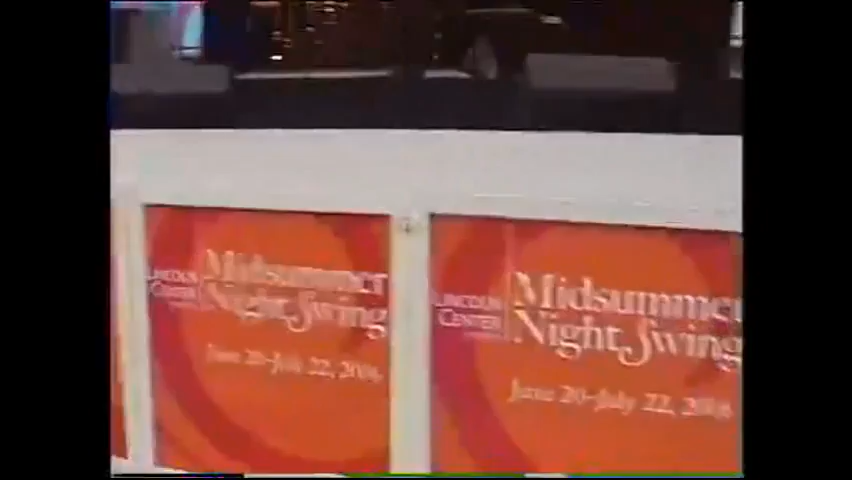 LINCOLN
CENTER
Midsummer
Night Swing
June 20-July 22, 2006
LINCOLN
CENTER
Midsummer
Night Swing
June 20-July 22, 2006